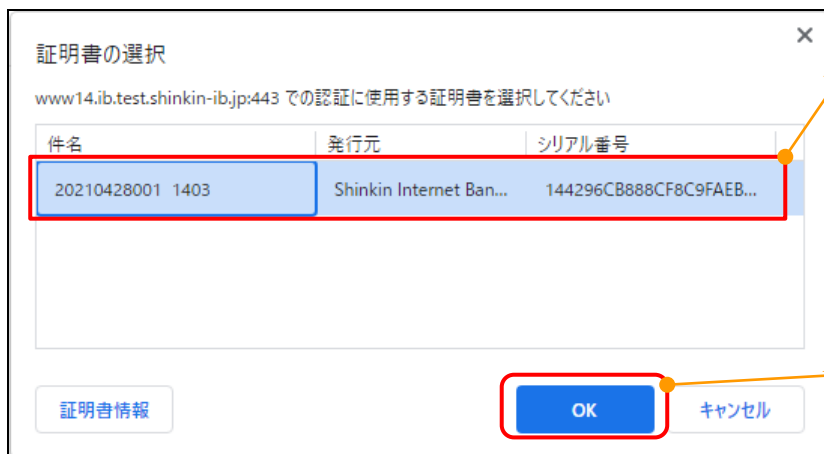 証明書の選択
www14.ib.test.shinkin-ib.jp:443 での認証に使用する証明書を選択してください
件名 発行元 シリアル番号
20210428001 1403 Shinkin Internet Ban... 144296CB888CF8C9FAEB...
証明書情報 OK キャンセル